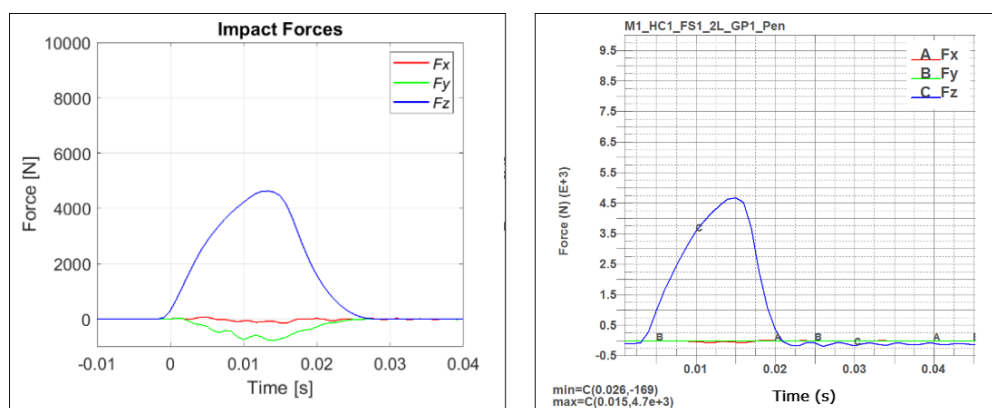 Impact Forces
Fx
Fy
Fz
10000
8000
6000
4000
2000
0
Force [N]
-0.01
0
0.01
0.02
0.03
0.04
Time [s]
M1_HC1_FS1_2L_GP1_Pen
A Fx
B Fy
C Fz
9.5
8.5
7.5
6.5
5.5
4.5
3.5
2.5
1.5
0.5
-0.5
Force (N) (E+3)
C
B
A
B
C
A
0.01
0.02
0.03
0.04
Time (s)
min=C(0.026,-169)
max=C(0.015,4.7e+3)